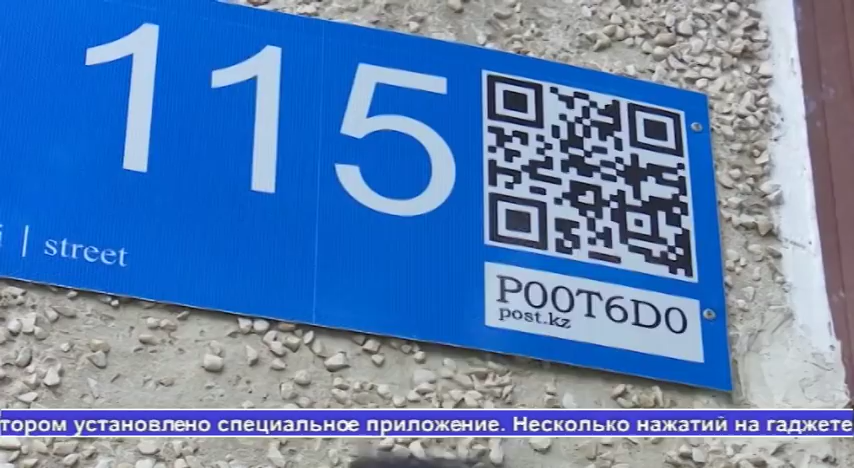 115
| street
P00T6D0
post.kz
тором установлено специальное приложение. Несколько нажатий на гаджете